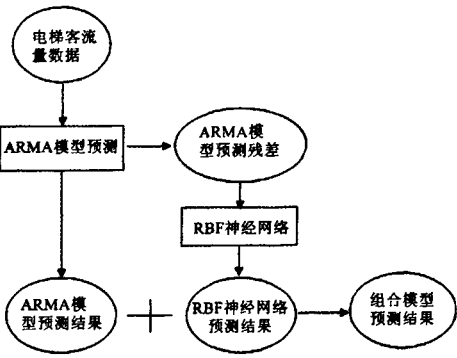 电梯客流
量数据
ARMA模型预测
ARMA模
型预测残差
RBF神经网络
ARMA模
型预测结果
RBF神经网络
预测结果
组合模型
预测结果